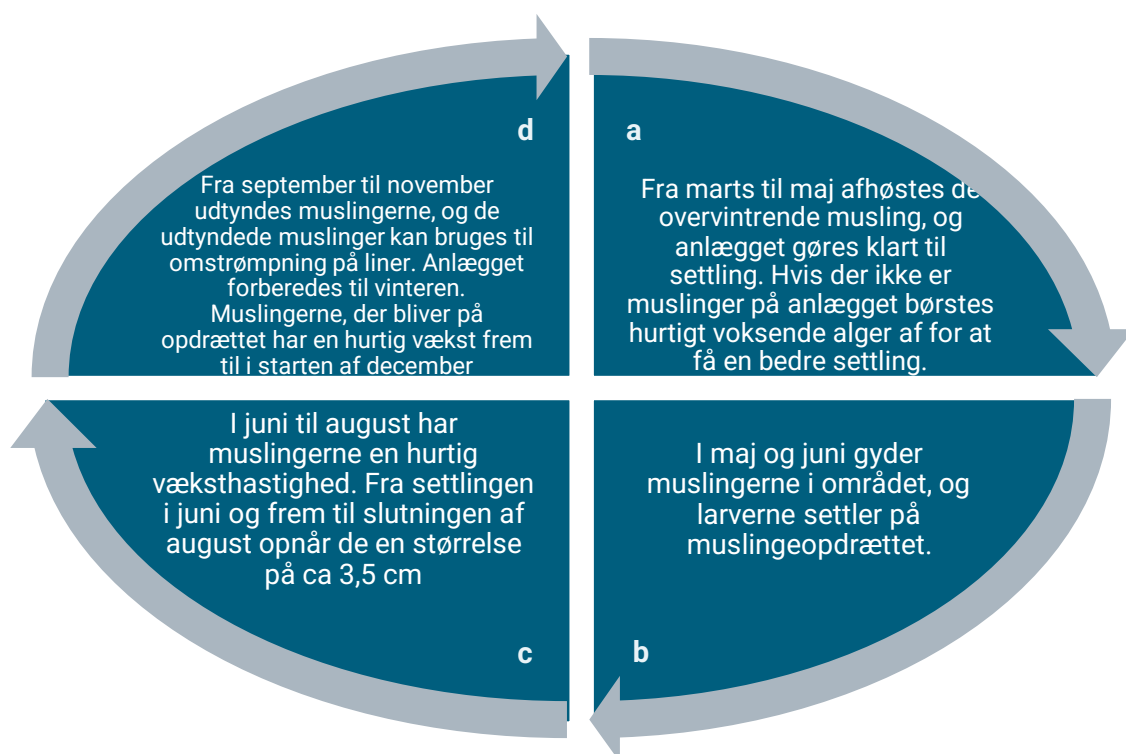 d
Fra september til november
udtyndes muslingerne, og de
udtyndede muslinger kan bruges til
omstrømpning på liner. Anlægget
forberedes til vinteren.
Muslingerne, der bliver på
opdrættet har en hurtig vækst frem
til i starten af december
a
Fra marts til maj afhøstes de
overvintrende musling, og
anlægget gøres klart til
settling. Hvis der ikke er
muslinger på anlægget børstes
hurtigt voksende alger af for at
få en bedre settling.
I juni til august har
muslingerne en hurtig
væksthastighed. Fra settlingen
i juni og frem til slutningen af
august opnår de en størrelse
på ca 3,5 cm
c
I maj og juni gyder
muslingerne i området, og
larverne settler på
muslingeopdrættet.
b